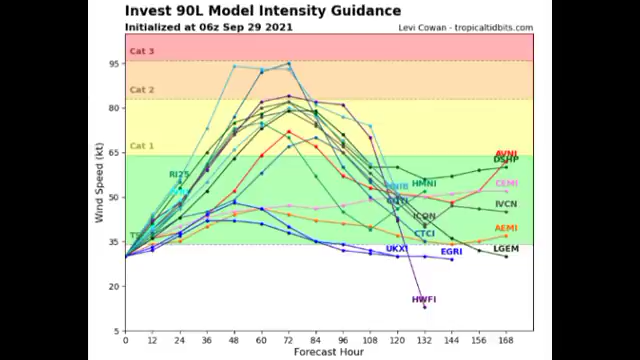 Invest 90L Model Intensity Guidance
Initialized at 06z Sep 29 2021
Levi Cowan - tropicaltidbits.com
Cat 3
Cat 2
Cat 1
TS
Wind Speed (kt)
95
80
65
50
35
20
5
RI25
AVNI
DSHP
HMNI
CEMI
IVCN
ICON
CTCI
AEMI
UKXI
EGRI
LGEM
HWFI
0 12 24 36 48 60 72 84 96 108 120 132 144 156 168
Forecast Hour